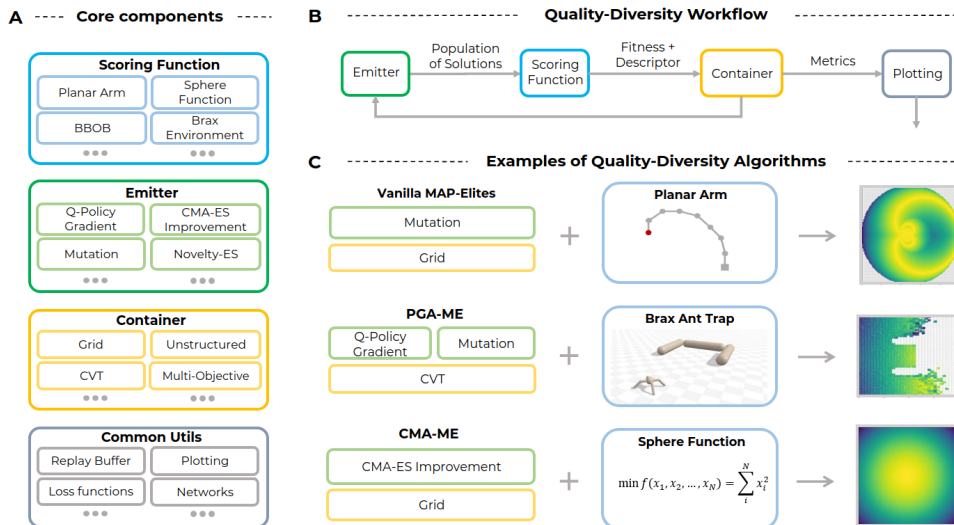 A
Core components
Scoring Function
Planar Arm
Sphere
Function
BBOB
Brax
Environment
Emitter
Q-Policy
Gradient
CMA-ES
Improvement
Mutation
Novelty-ES
Container
Grid
Unstructured
CVT
Multi-Objective
Common Utils
Replay Buffer
Plotting
Loss functions
Networks
B
Quality-Diversity Workflow
Emitter
Population
of Solutions
Scoring
Function
Fitness +
Descriptor
Container
Metrics
Plotting
C
Examples of Quality-Diversity Algorithms
Vanilla MAP-Elites
Mutation
Grid
Planar Arm
PGA-ME
Q-Policy
Gradient
Mutation
CVT
Brax Ant Trap
CMA-ME
CMA-ES Improvement
Grid
Sphere Function
min f(x₁, x₂, ..., x_N) = ∑_i^N x_i²